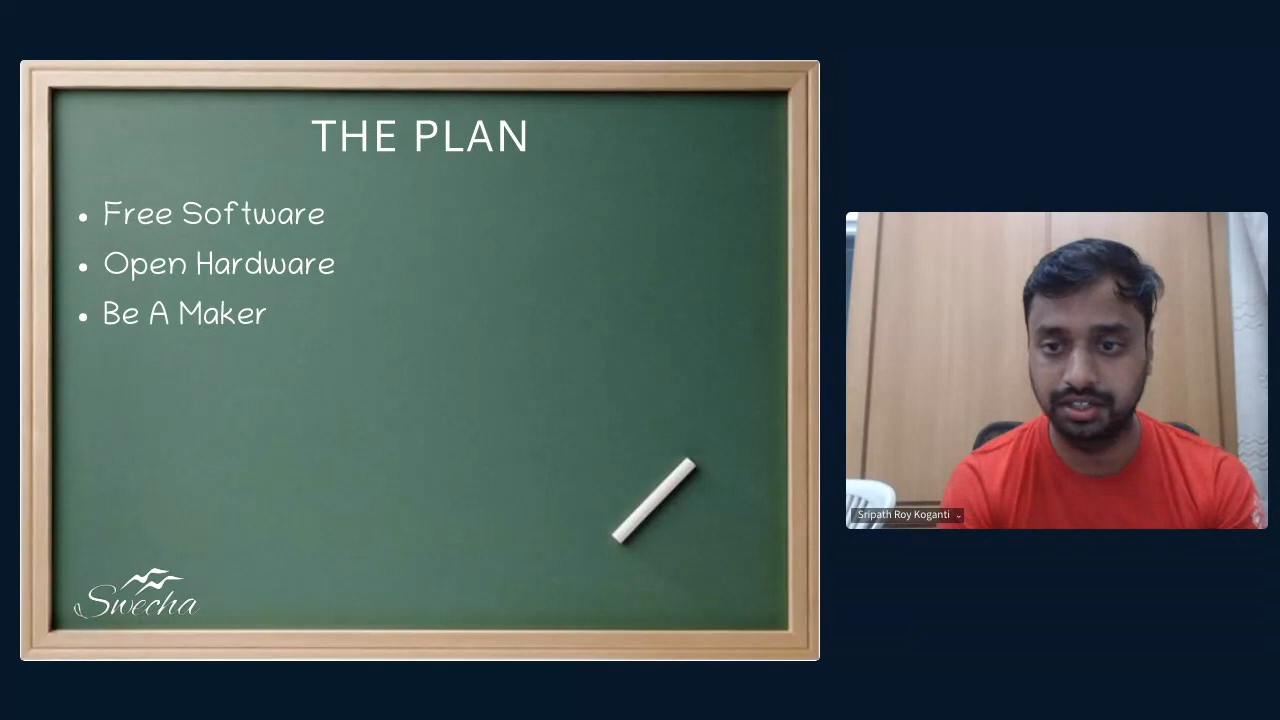 THE PLAN
• Free Software
• Open Hardware
• Be A Maker
Swecha
Sripath Roy Koganti